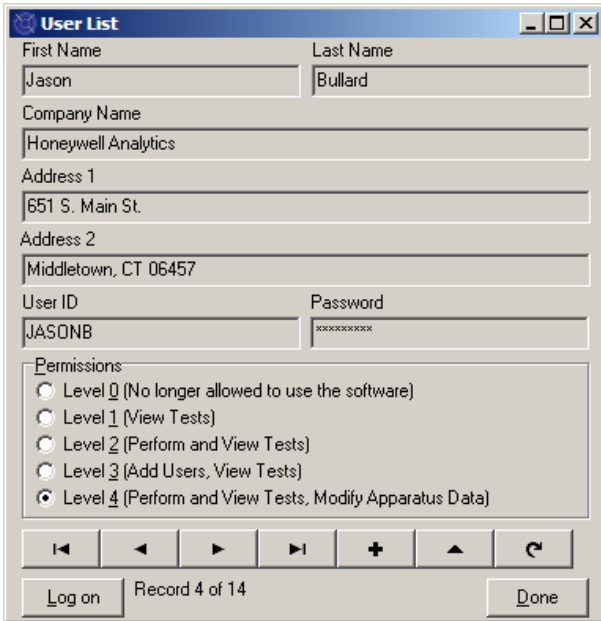 User List
First Name Last Name
Jason Bullard
Company Name
Honeywell Analytics
Address 1
651 S. Main St.
Address 2
Middletown, CT 06457
User ID Password
JASONB *********
Permissions
Level 0 (No longer allowed to use the software)
Level 1 (View Tests)
Level 2 (Perform and View Tests)
Level 3 (Add Users, View Tests)
Level 4 (Perform and View Tests, Modify Apparatus Data)
Log on Record 4 of 14 Done